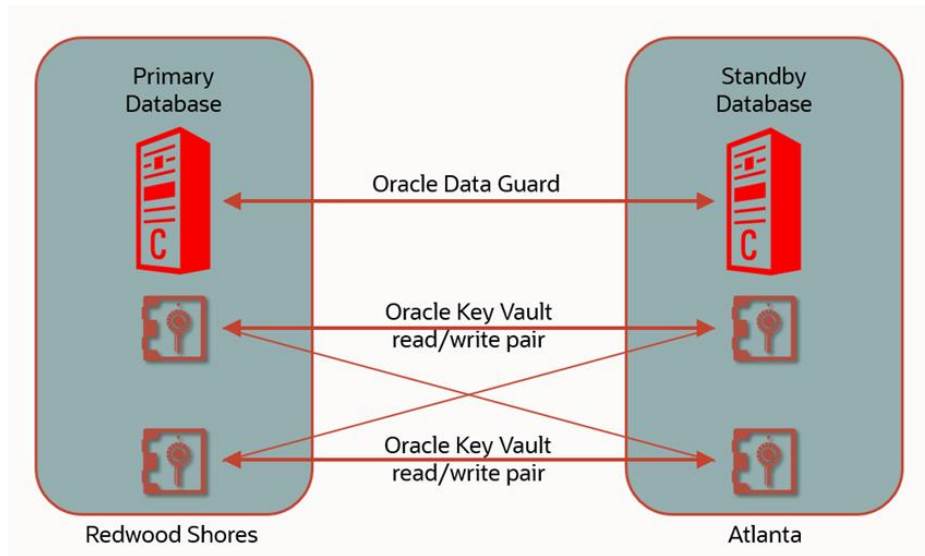 Primary
Database
C
Standby
Database
C
Oracle Data Guard
Oracle Key Vault
read/write pair
Oracle Key Vault
read/write pair
Redwood Shores
Atlanta